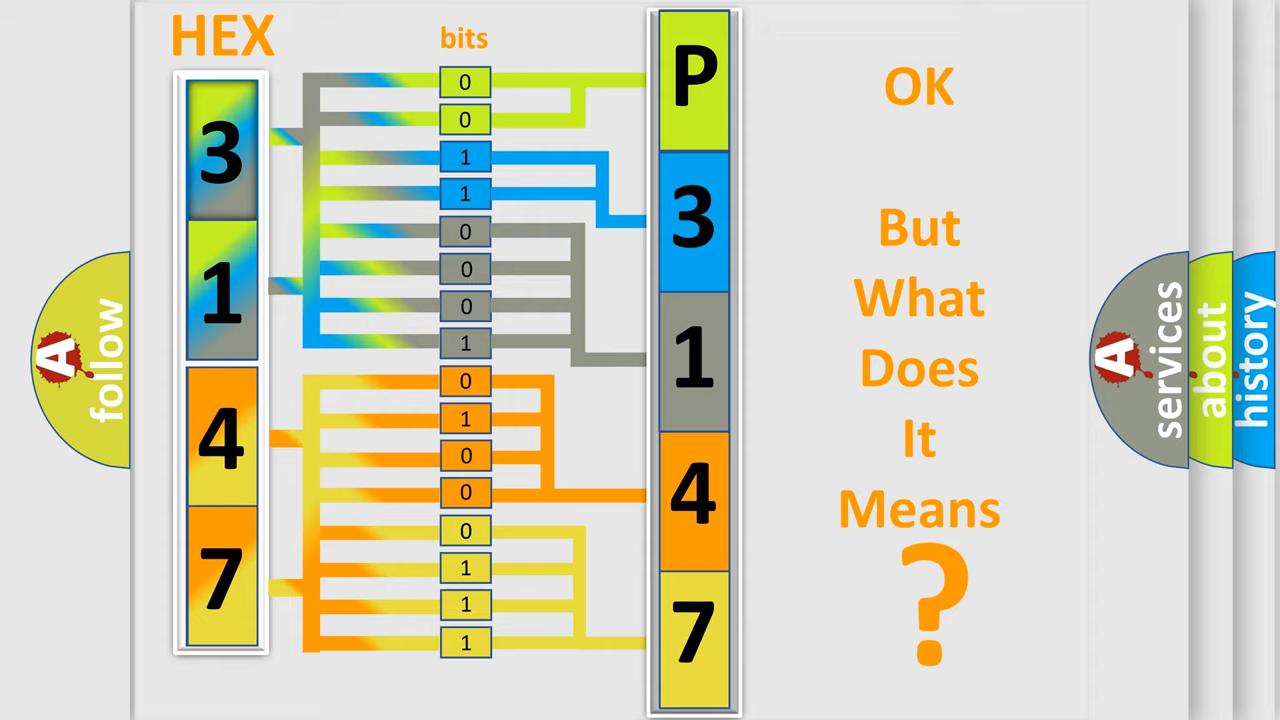 HEX
bits
3
1
4
7
0
0
1
1
0
0
0
1
0
1
0
0
0
1
1
1
P
3
1
4
7
OK
But
What
Does
It
Means
?
A
follow
A
services
about
history